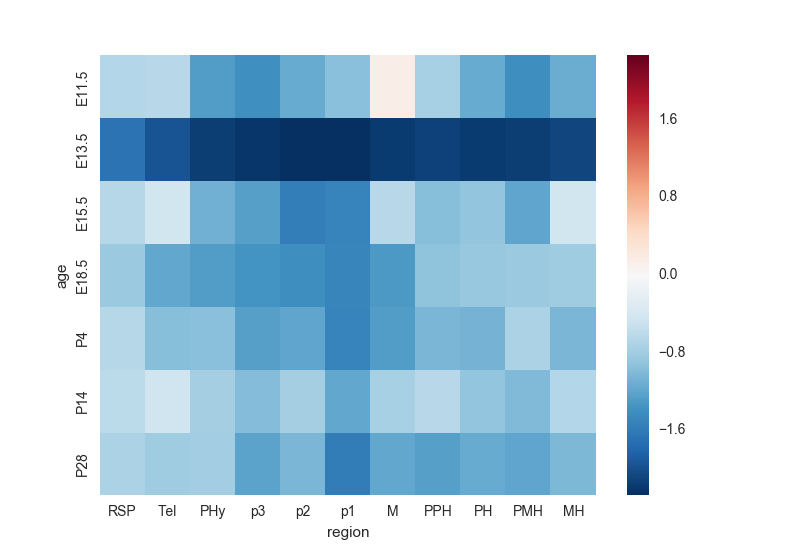 E11.5
E13.5
E15.5
E18.5
P4
P14
P28
age
RSP Tel PHy p3 p2 p1 M PPH PH PMH MH
region
1.6
0.8
0.0
−0.8
−1.6